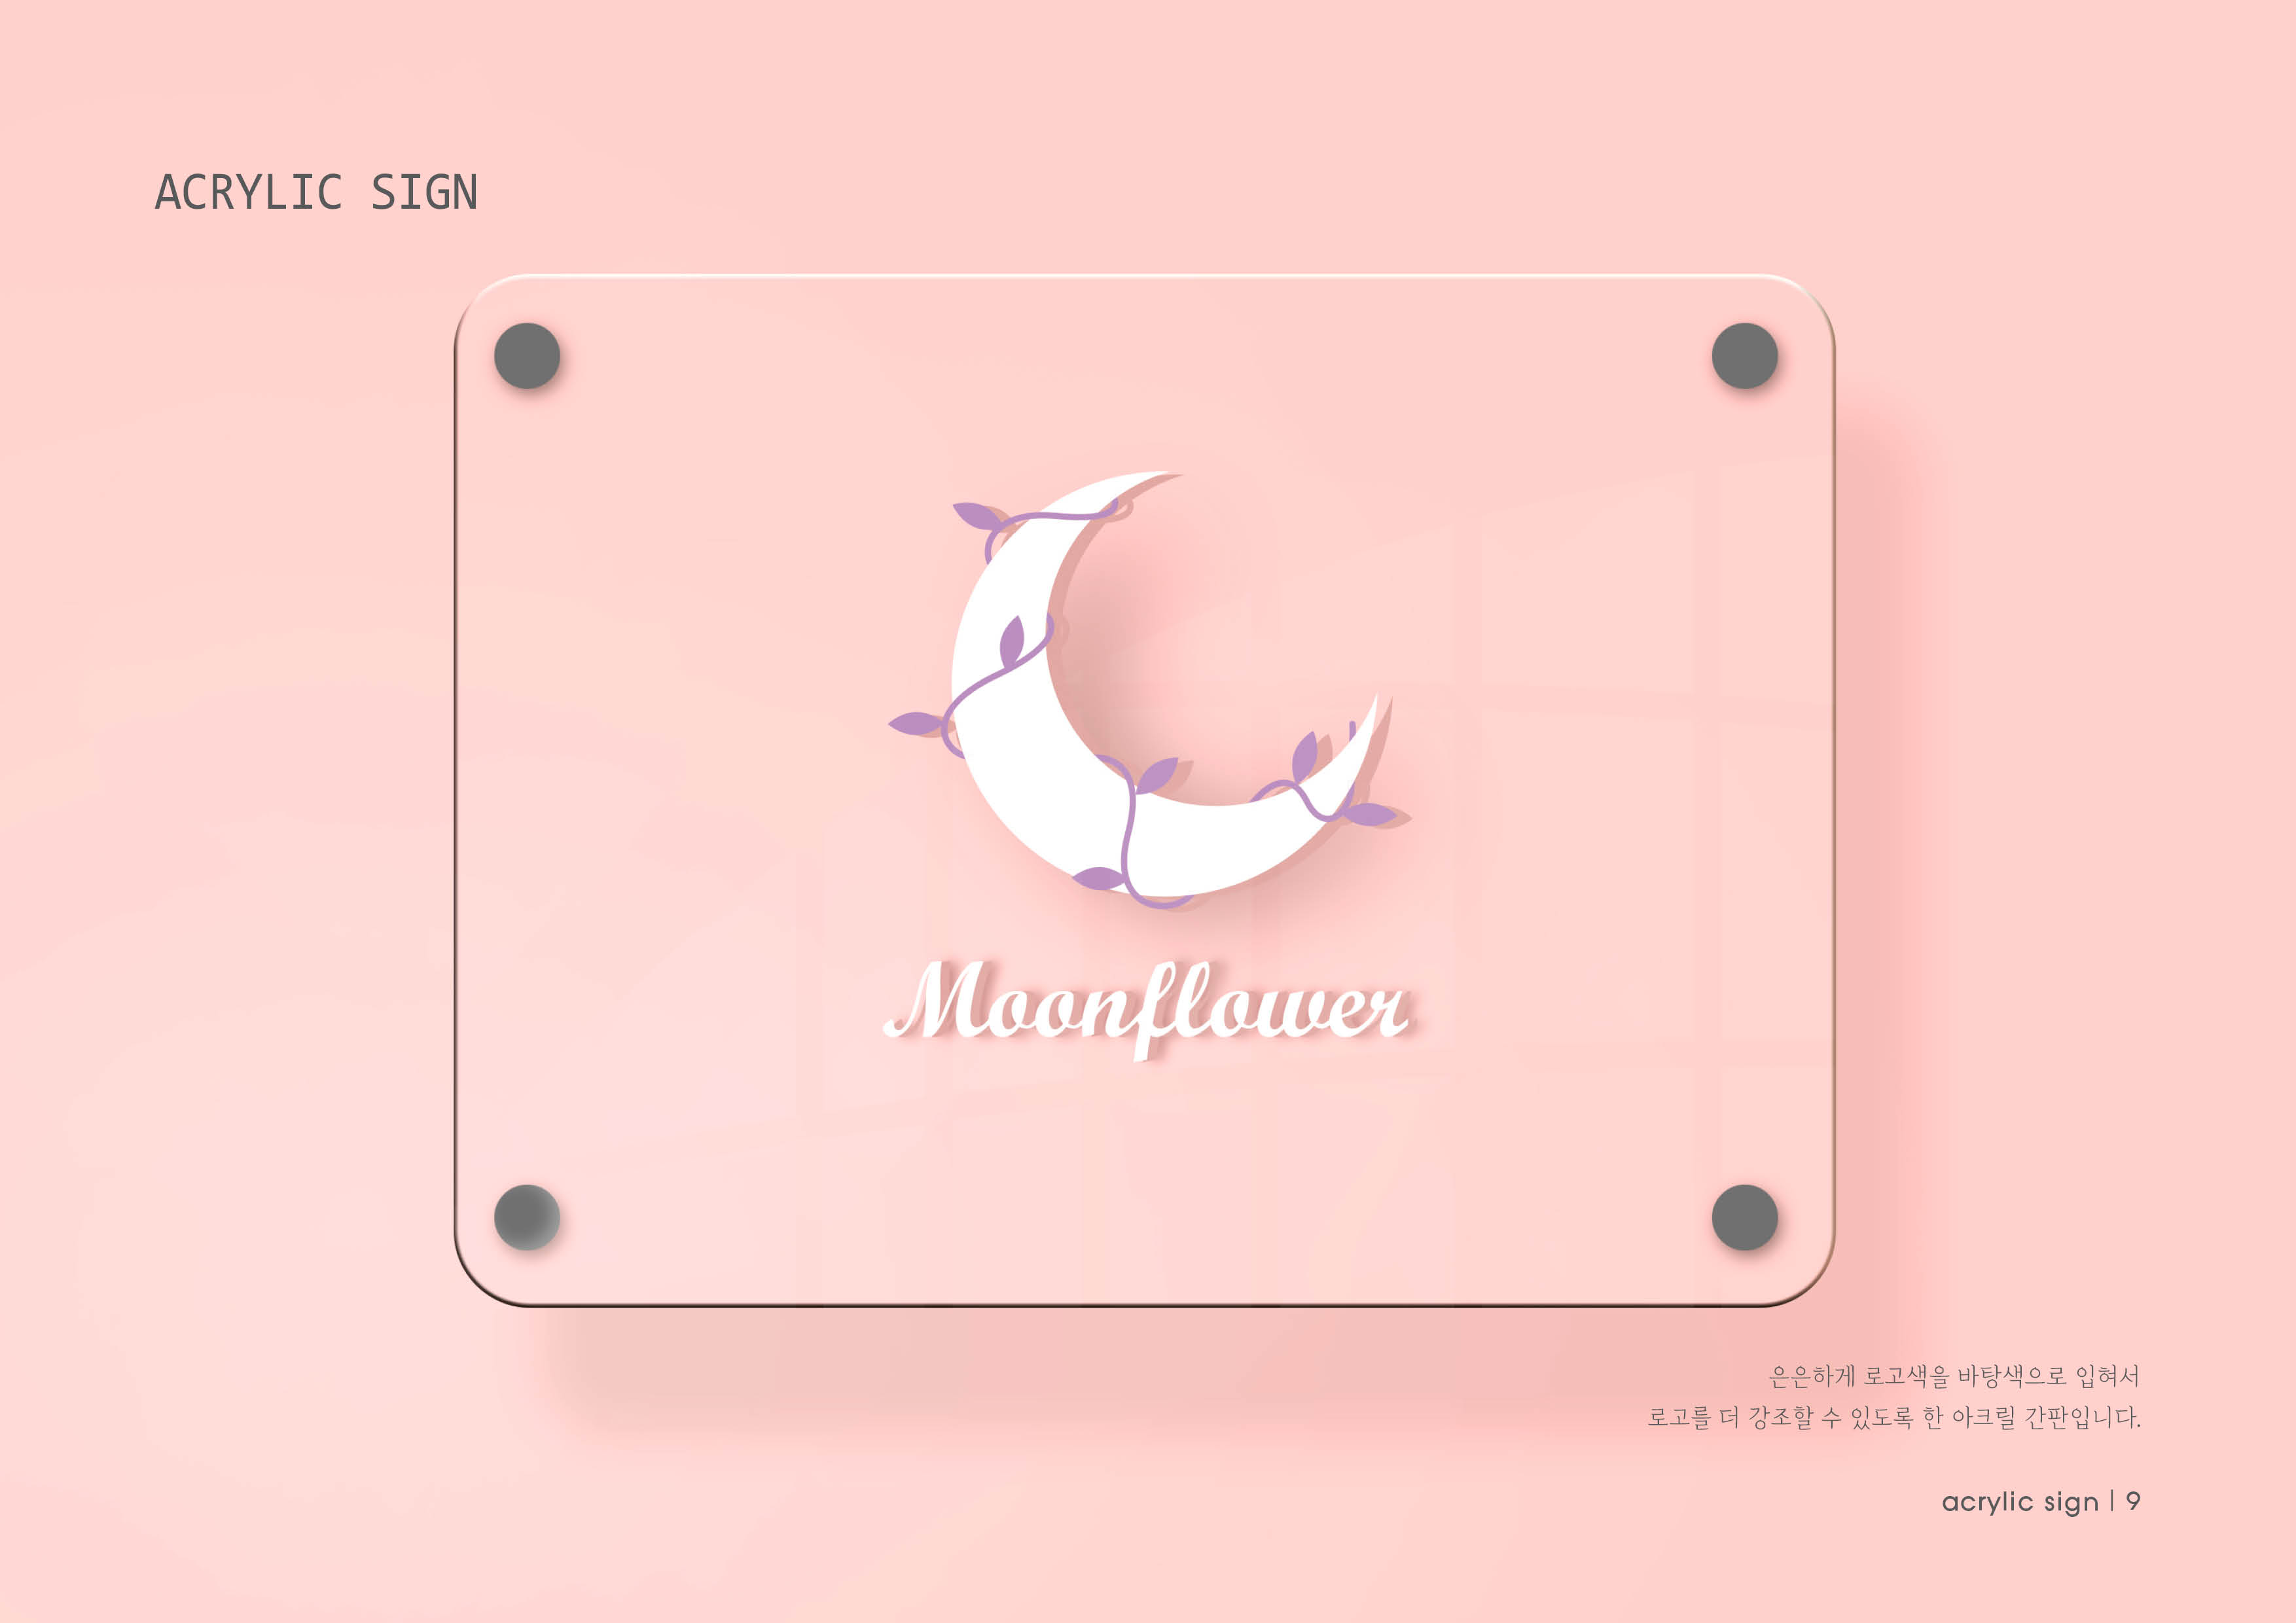 ACRYLIC SIGN
Moonflower
은은하게 로고색을 바탕색으로 입혀서
로고를 더 강조할 수 있도록 한 아크릴 간판입니다.
acrylic sign | 9